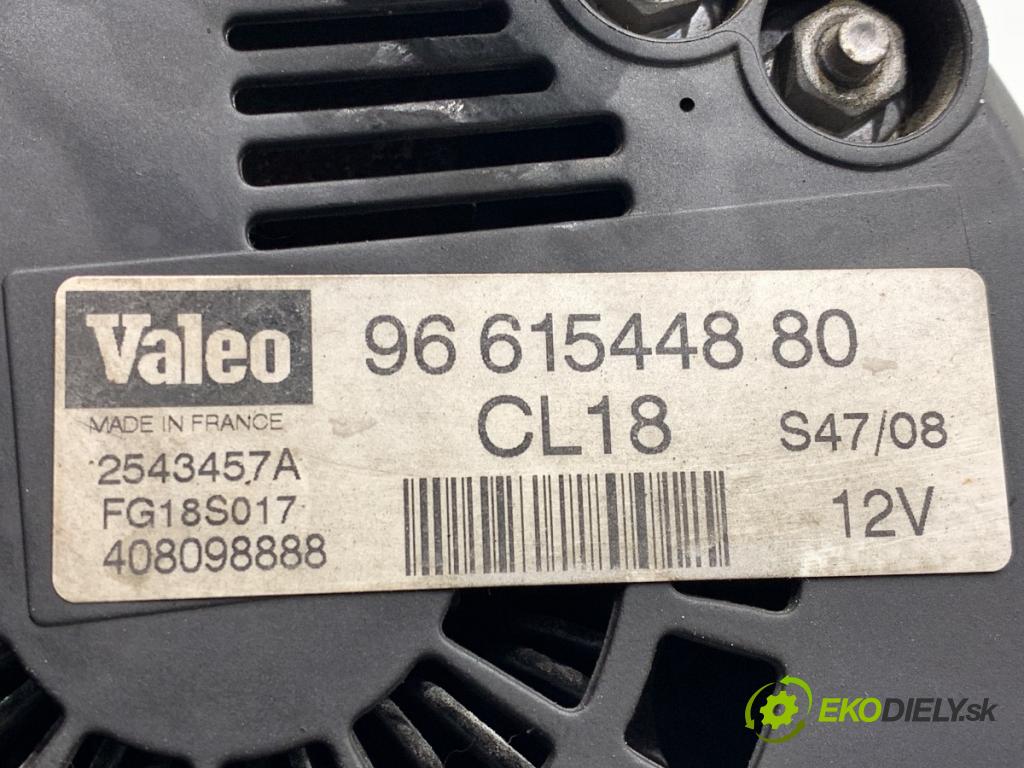 Valeo
MADE IN FRANCE
2543457A
FG18S017
408098888
96 615448 80
CL18
S47/08
12V
EKODIELY.sk